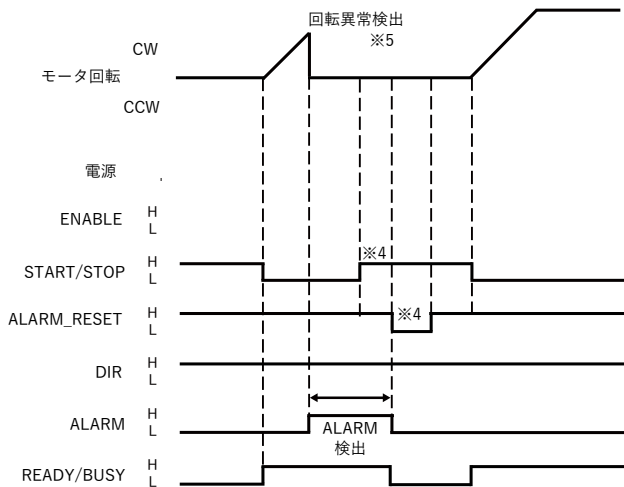 回転異常検出
※5
CW
モータ回転
CCW
電源
ENABLE H
L
※4
START/STOP H
L
ALARM_RESET H ※4
L
DIR H
L
ALARM H
L
ALARM
検出
READY/BUSY H
L